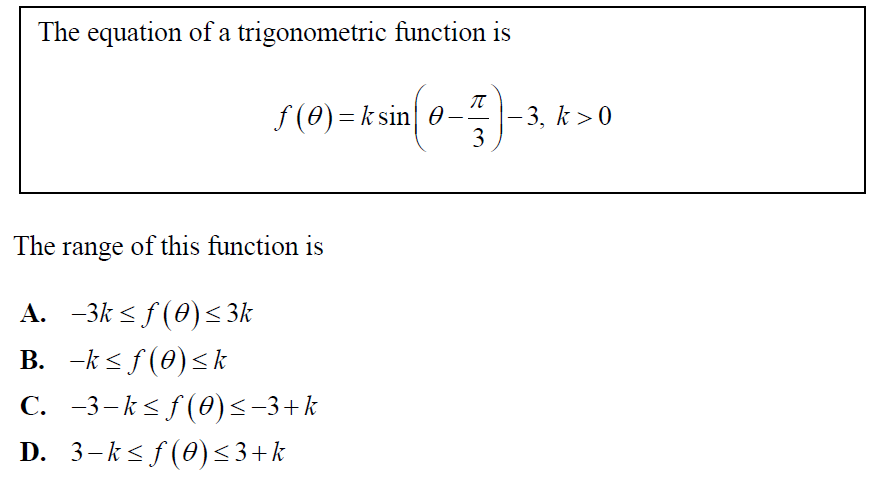 The equation of a trigonometric function is
f(θ) = k sin(θ − π/3) − 3, k > 0
The range of this function is
A. −3k ≤ f(θ) ≤ 3k
B. −k ≤ f(θ) ≤ k
C. −3 − k ≤ f(θ) ≤ −3 + k
D. 3 − k ≤ f(θ) ≤ 3 + k